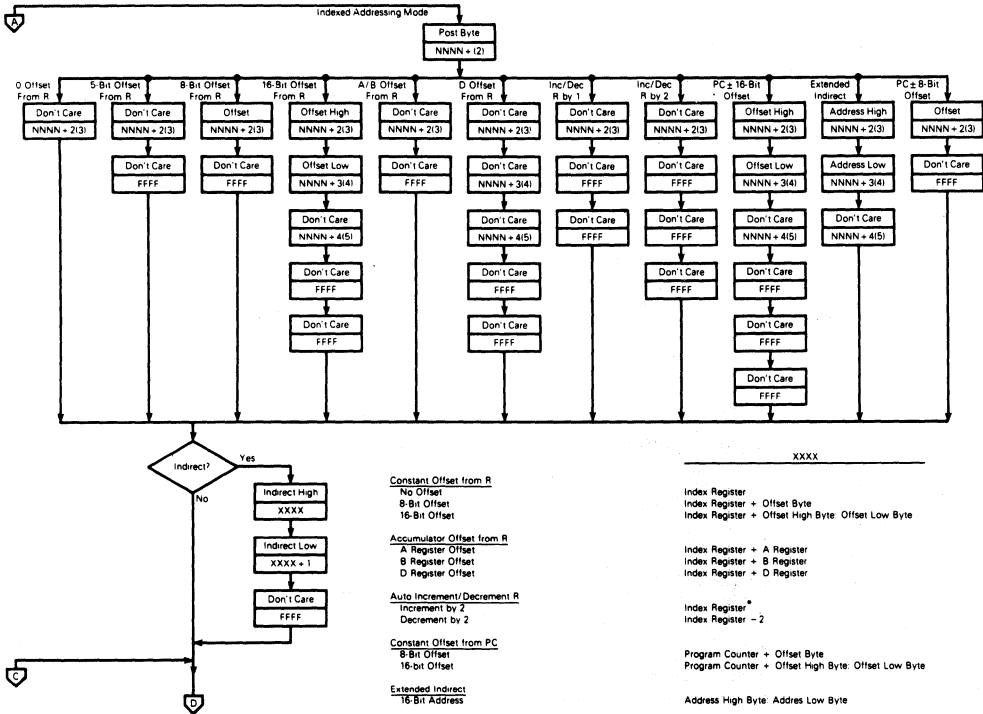 A
Indexed Addressing Mode
Post Byte
NNNN + (2)
0 Offset From R
5-Bit Offset From R
8-Bit Offset From R
16-Bit Offset From R
A/B Offset From R
D Offset From R
Inc/Dec R by 1
Inc/Dec R by 2
PC ± 16-Bit Offset
Extended Indirect
PC ± 8-Bit Offset
Don't Care
NNNN + 2(3)
Don't Care
NNNN + 2(3)
Offset
NNNN + 2(3)
Offset High
NNNN + 2(3)
Don't Care
NNNN + 2(3)
Don't Care
NNNN + 2(3)
Don't Care
NNNN + 2(3)
Don't Care
NNNN + 2(3)
Offset High
NNNN + 2(3)
Address High
NNNN + 2(3)
Offset
NNNN + 2(3)
Don't Care
FFFF
Don't Care
FFFF
Offset Low
NNNN + 3(4)
Don't Care
FFFF
Don't Care
NNNN + 3(4)
Don't Care
FFFF
Don't Care
FFFF
Offset Low
NNNN + 3(4)
Address Low
NNNN + 3(4)
Don't Care
FFFF
Don't Care
NNNN + 4(5)
Don't Care
NNNN + 4(5)
Don't Care
FFFF
Don't Care
FFFF
Don't Care
NNNN + 4(5)
Don't Care
NNNN + 4(5)
Don't Care
FFFF
Don't Care
FFFF
Don't Care
FFFF
Don't Care
FFFF
Don't Care
FFFF
Don't Care
FFFF
Don't Care
FFFF
Don't Care
FFFF
Indirect?
Yes
No
Indirect High
XXXX
Indirect Low
XXXX + 1
Don't Care
FFFF
C
D
XXXX
Constant Offset from R
No Offset Index Register
8-Bit Offset Index Register + Offset Byte
16-Bit Offset Index Register + Offset High Byte: Offset Low Byte
Accumulator Offset from R
A Register Offset Index Register + A Register
B Register Offset Index Register + B Register
D Register Offset Index Register + D Register
Auto Increment/Decrement R
Increment by 2 Index Register*
Decrement by 2 Index Register - 2
Constant Offset from PC
8-Bit Offset Program Counter + Offset Byte
16-bit Offset Program Counter + Offset High Byte: Offset Low Byte
Extended Indirect
16-Bit Address Address High Byte: Addres Low Byte